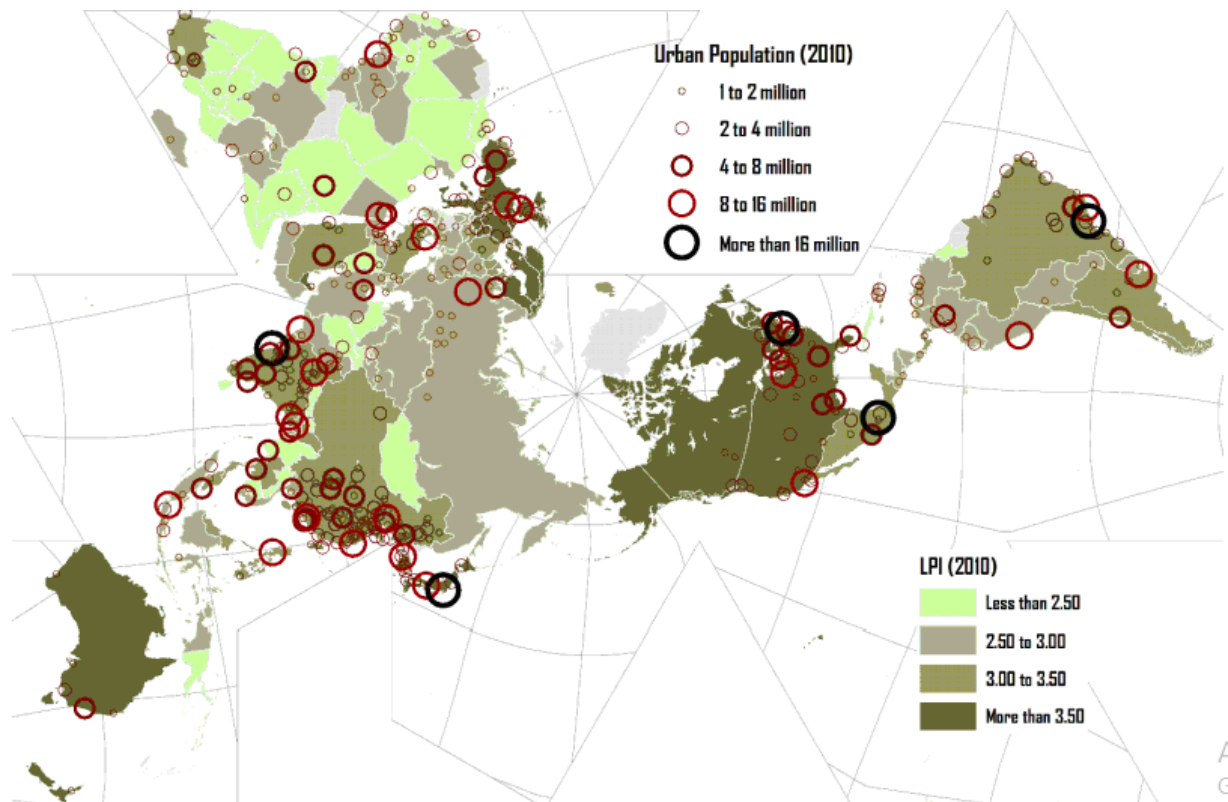 Urban Population (2010)
1 to 2 million
2 to 4 million
4 to 8 million
8 to 16 million
More than 16 million
LPI (2010)
Less than 2.50
2.50 to 3.00
3.00 to 3.50
More than 3.50